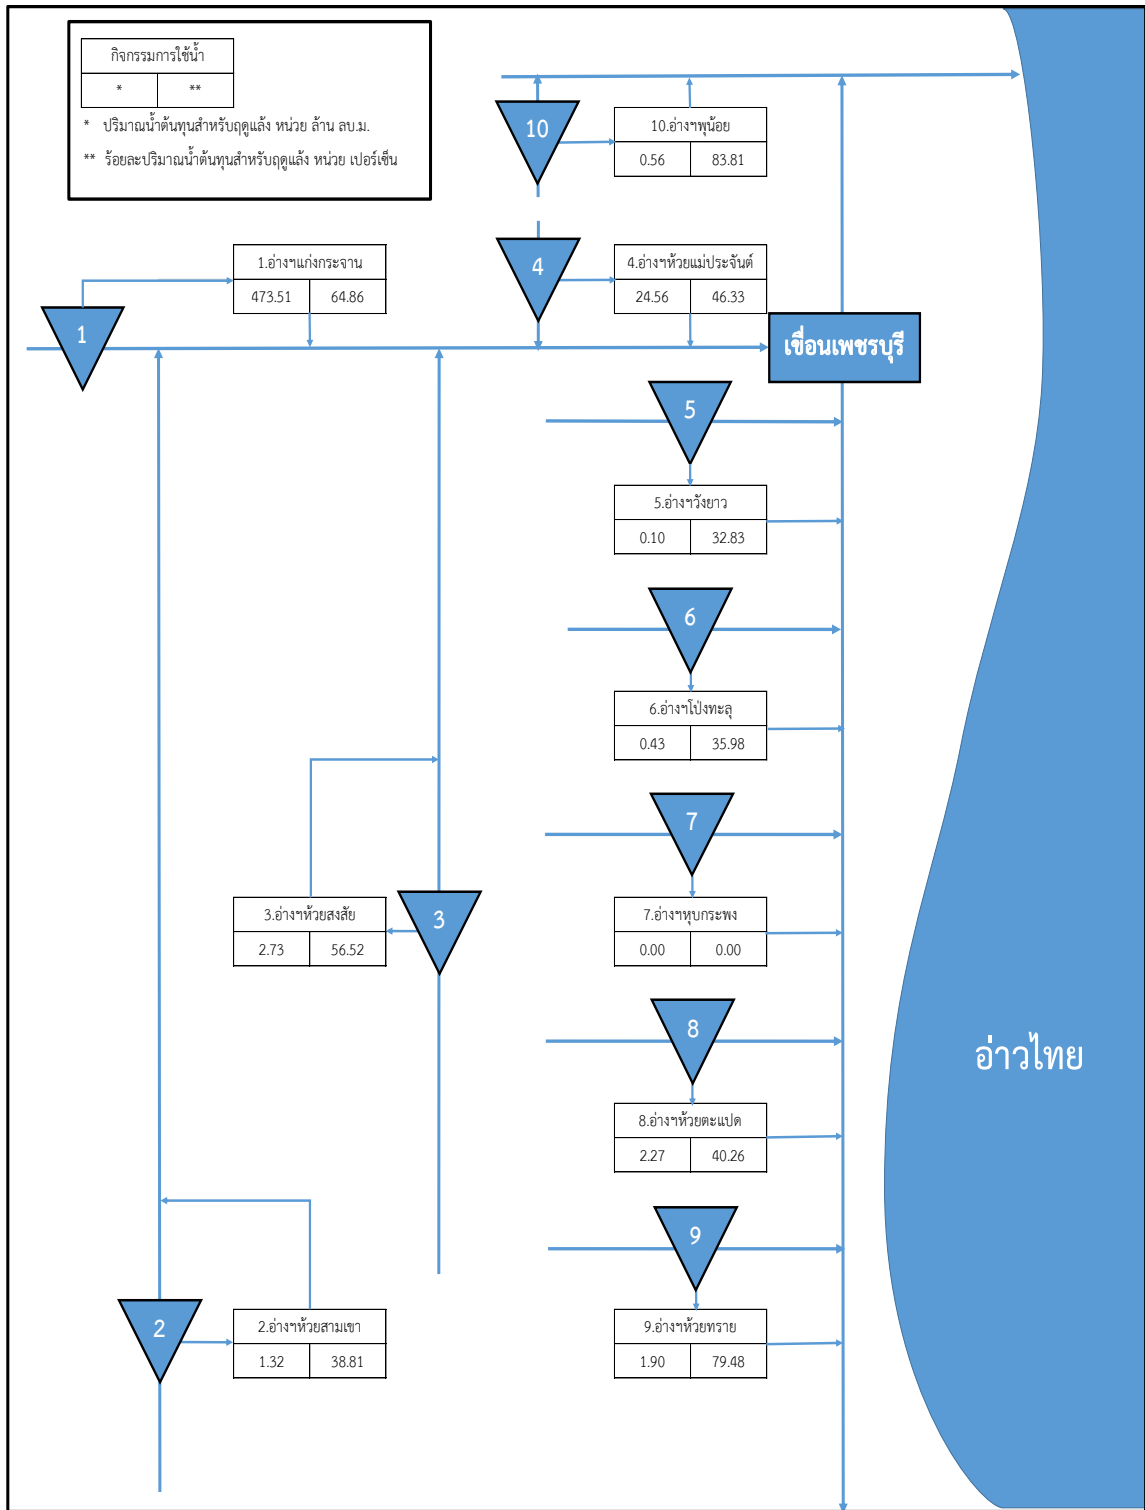 กิจกรรมการใช้น้ำ
* **
* ปริมาณน้ำต้นทุนสำหรับฤดูแล้ง หน่วย ล้าน ลบ.ม.
** ร้อยละปริมาณน้ำต้นทุนสำหรับฤดูแล้ง หน่วย เปอร์เซ็น
10
10.อ่างฯพุน้อย
0.56 83.81
4
4.อ่างฯห้วยแม่ประจันต์
24.56 46.33
1.อ่างฯแก่งกระจาน
473.51 64.86
1
เขื่อนเพชรบุรี
5
5.อ่างฯวังยาว
0.10 32.83
6
6.อ่างฯโป่งทะลุ
0.43 35.98
7
7.อ่างฯหุบกระพง
0.00 0.00
3.อ่างฯห้วยสงสัย
2.73 56.52
3
8
8.อ่างฯห้วยตะแปด
2.27 40.26
อ่าวไทย
9
9.อ่างฯห้วยทราย
1.90 79.48
2
2.อ่างฯห้วยสามเขา
1.32 38.81